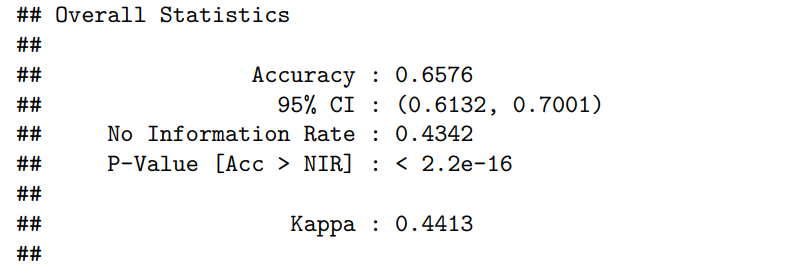 ## Overall Statistics
##
##                Accuracy : 0.6576
##                  95% CI : (0.6132, 0.7001)
##     No Information Rate : 0.4342
##     P-Value [Acc > NIR] : < 2.2e-16
##
##                   Kappa : 0.4413
##